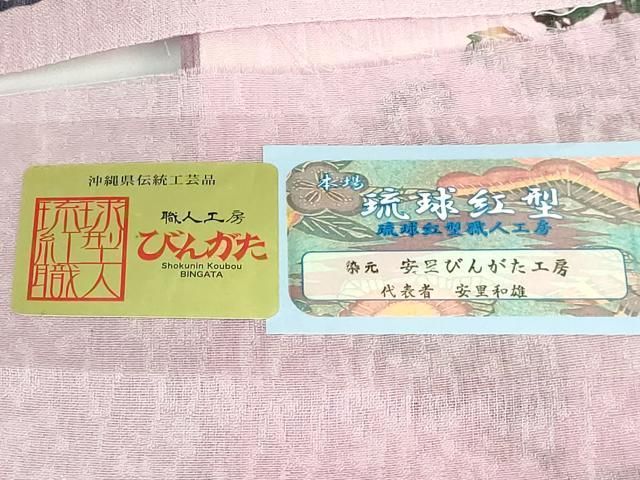 沖縄県伝統工芸品
職人工房
びんがた
Shokunin Koubou
BINGATA
琉球
紅型
職人
本場
琉球紅型
琉球紅型職人工房
染元 安里びんがた工房
代表者 安里和雄